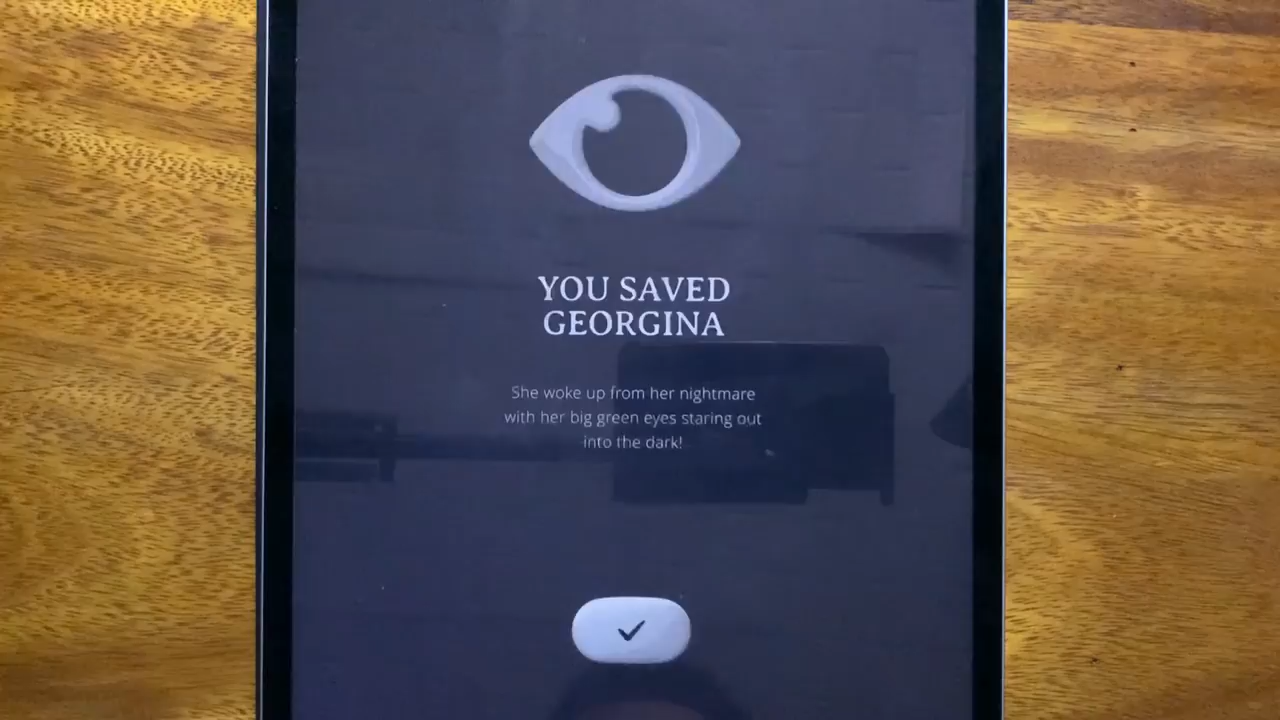 YOU SAVED
GEORGINA
She woke up from her nightmare
with her big green eyes staring out
into the dark!